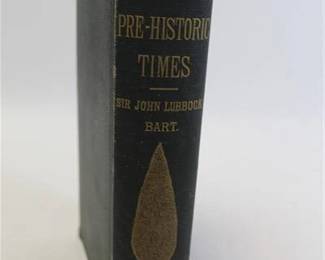 PRE-HISTORIC
TIMES
SIR JOHN LUBBOCK
BART.